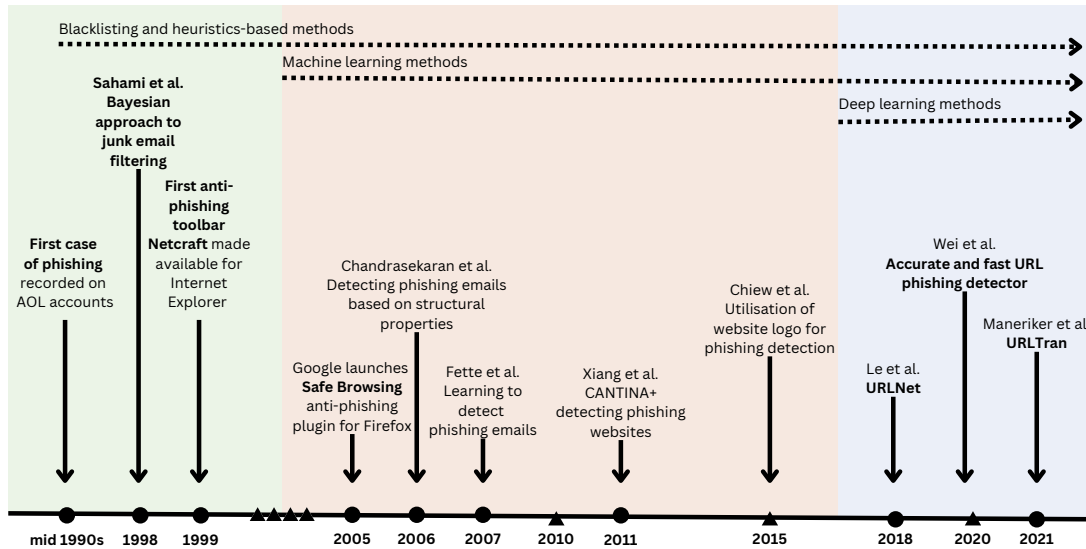 Blacklisting and heuristics-based methods
Machine learning methods
Deep learning methods
Sahami et al.
Bayesian
approach to
junk email
filtering
First anti-
phishing
toolbar
Netcraft made
available for
Internet
Explorer
First case
of phishing
recorded on
AOL accounts
Chandrasekaran et al.
Detecting phishing emails
based on structural
properties
Google launches
Safe Browsing
anti-phishing
plugin for Firefox
Fette et al.
Learning to
detect
phishing emails
Xiang et al.
CANTINA+
detecting phishing
websites
Chiew et al.
Utilisation of
website logo for
phishing detection
Wei et al.
Accurate and fast URL
phishing detector
Le et al.
URLNet
Maneriker et al
URLTran
mid 1990s 1998 1999 2005 2006 2007 2010 2011 2015 2018 2020 2021